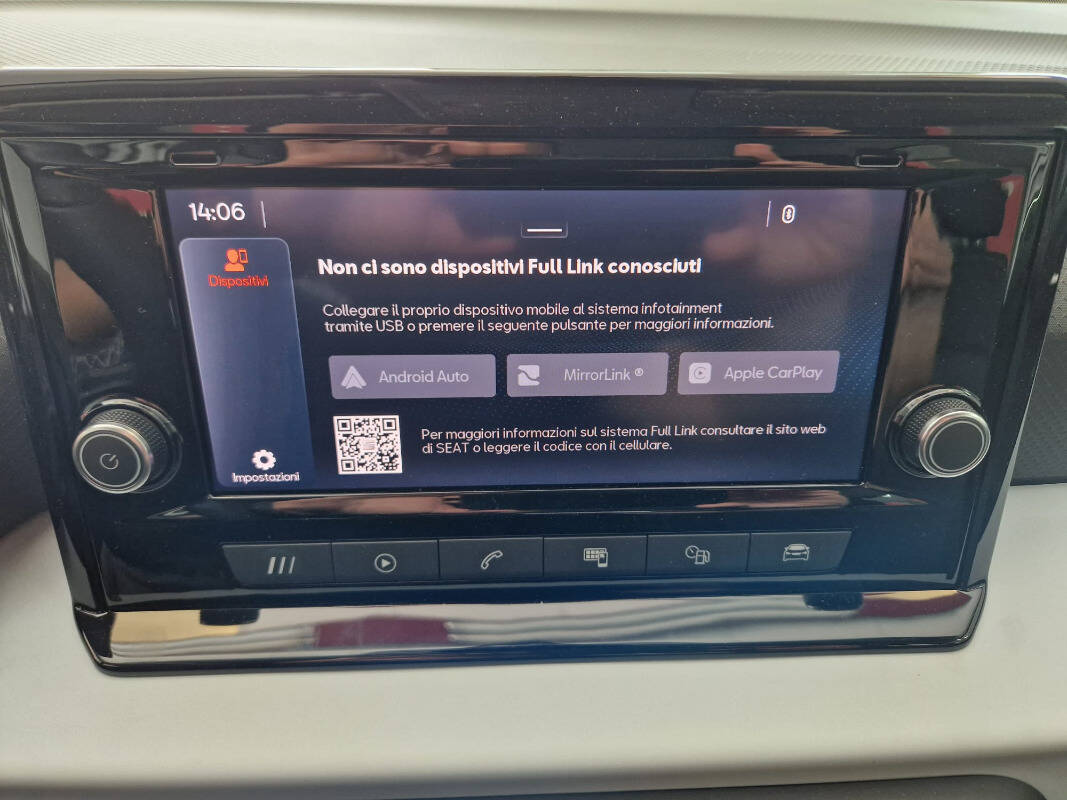 14:06
Dispositivi
Non ci sono dispositivi Full Link conosciuti
Collegare il proprio dispositivo mobile al sistema infotainment
tramite USB o premere il seguente pulsante per maggiori informazioni.
Android Auto
MirrorLink ®
Apple CarPlay
Per maggiori informazioni sul sistema Full Link consultare il sito web
di SEAT o leggere il codice con il cellulare.
Impostazioni